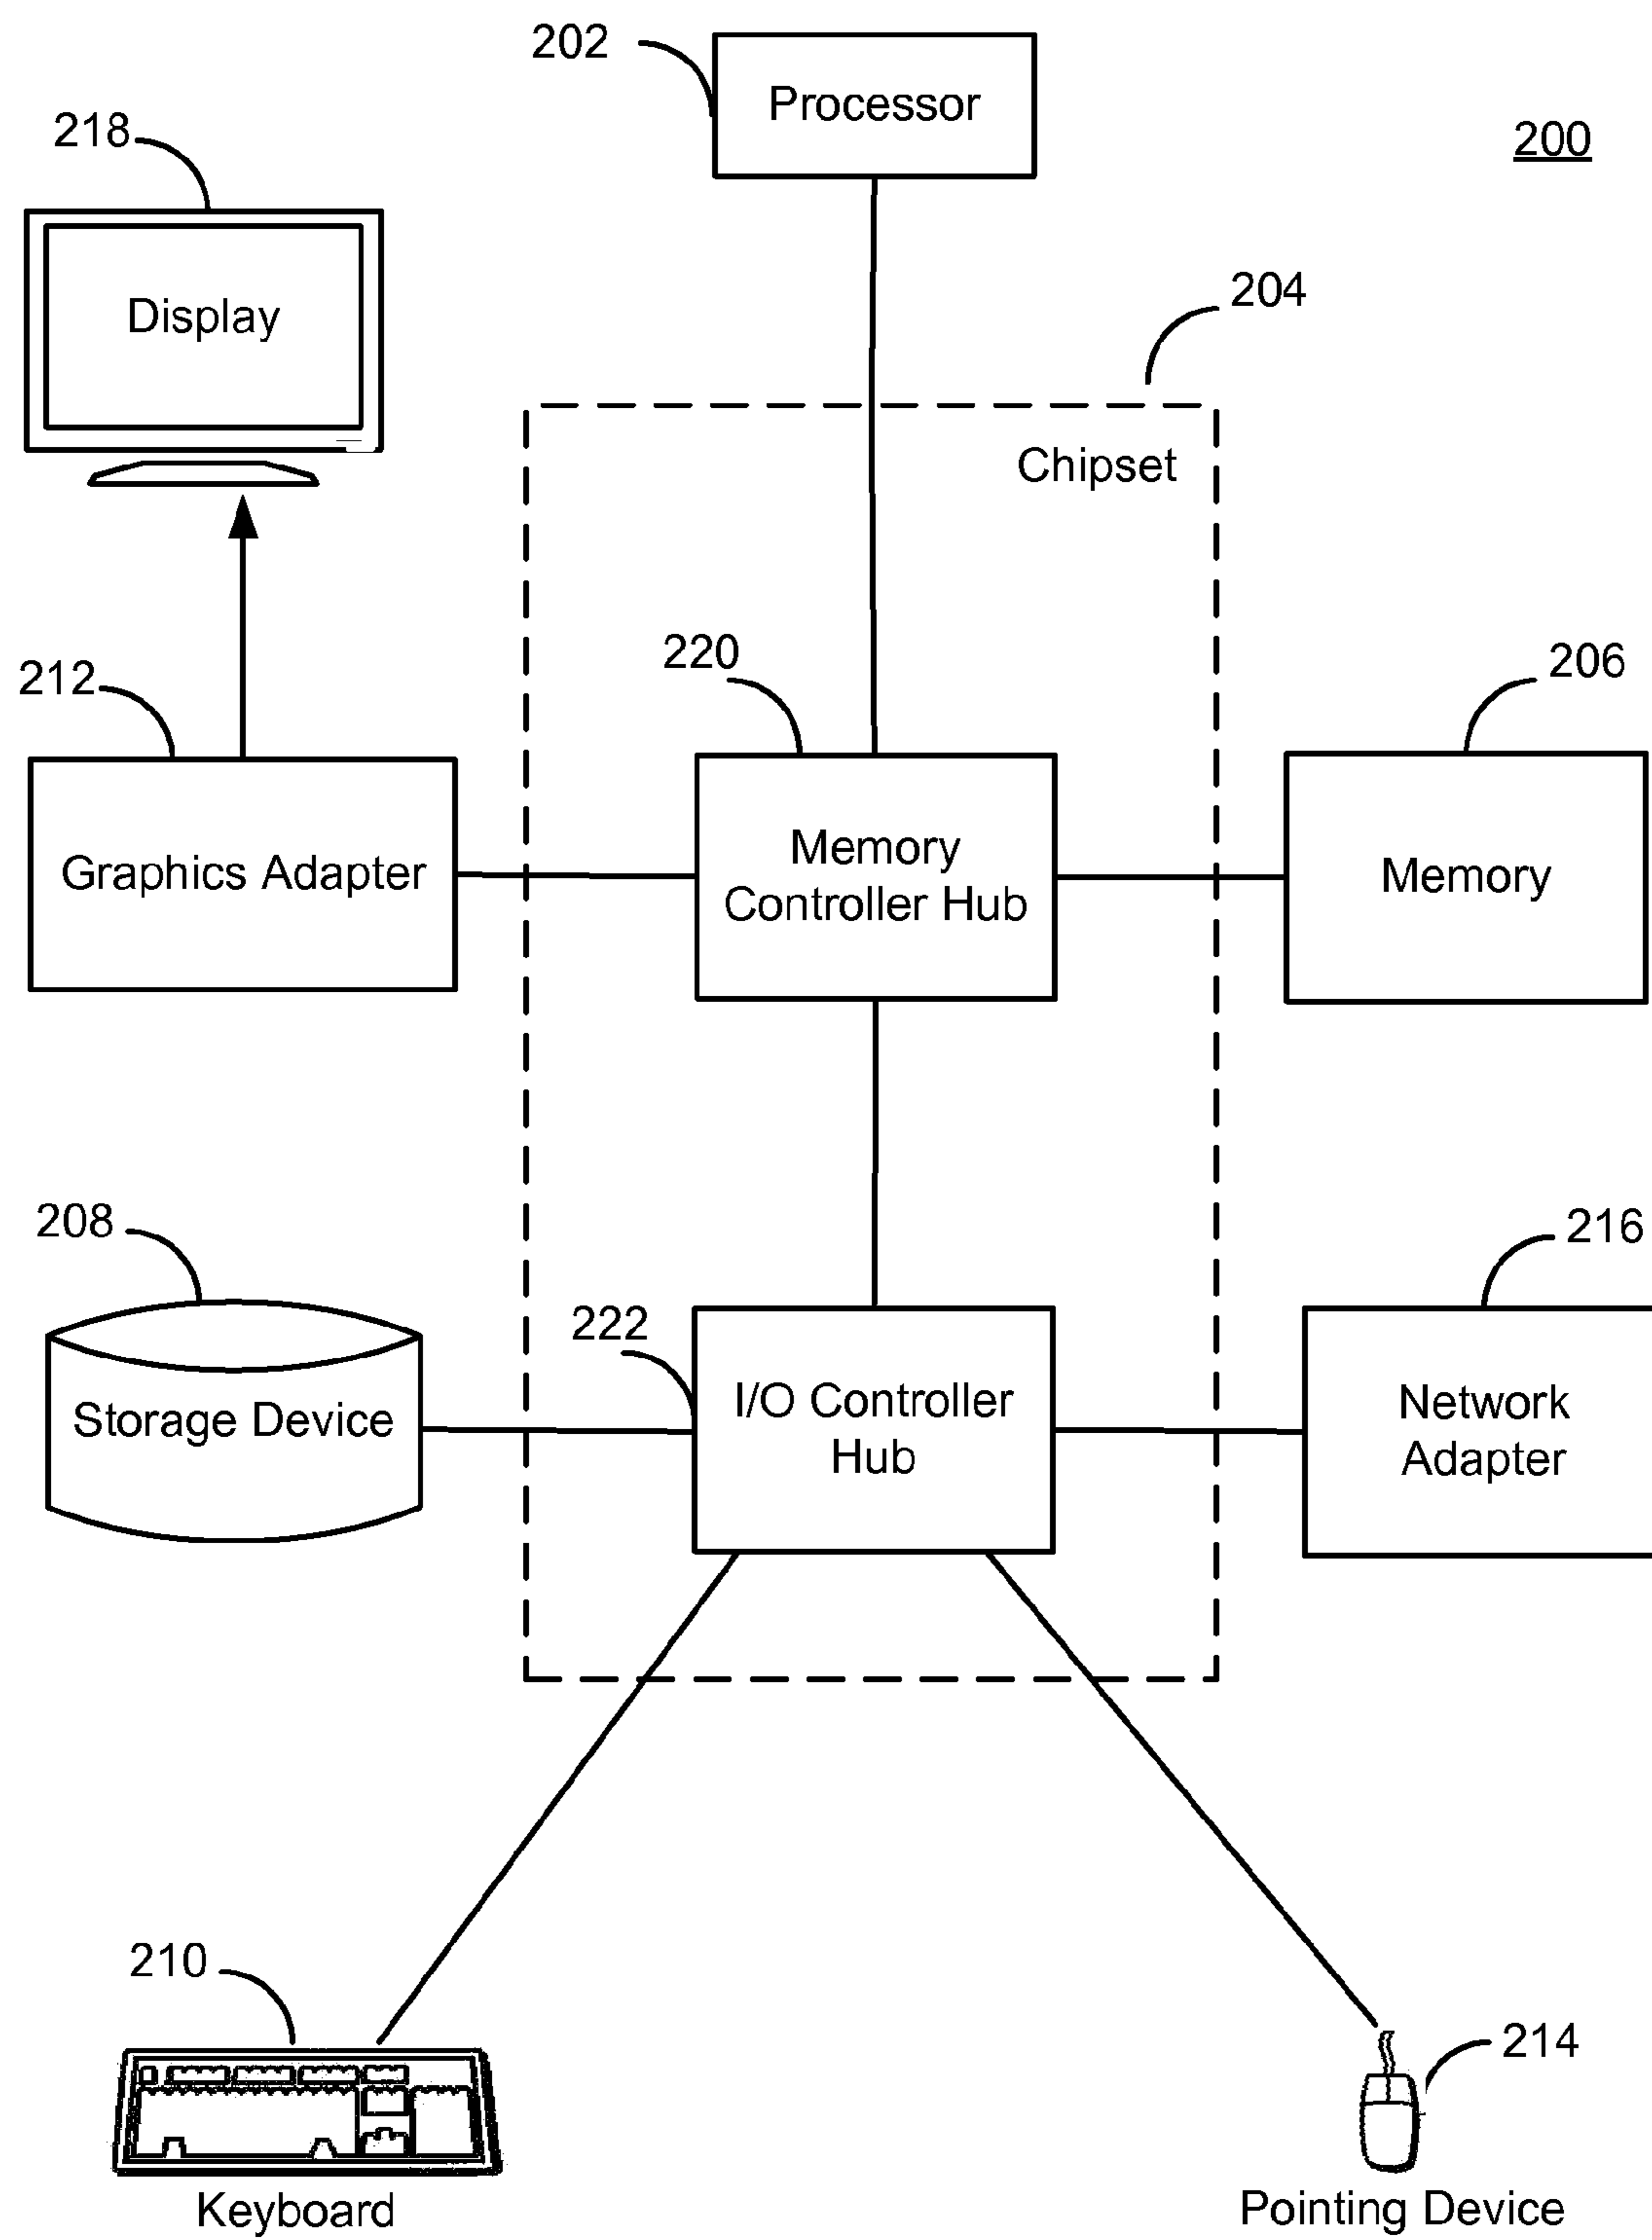 202
Processor
200
218
Display
204
Chipset
212
220
206
Graphics Adapter
Memory
Controller Hub
Memory
208
222
216
Storage Device
I/O Controller
Hub
Network
Adapter
210
214
Keyboard
Pointing Device